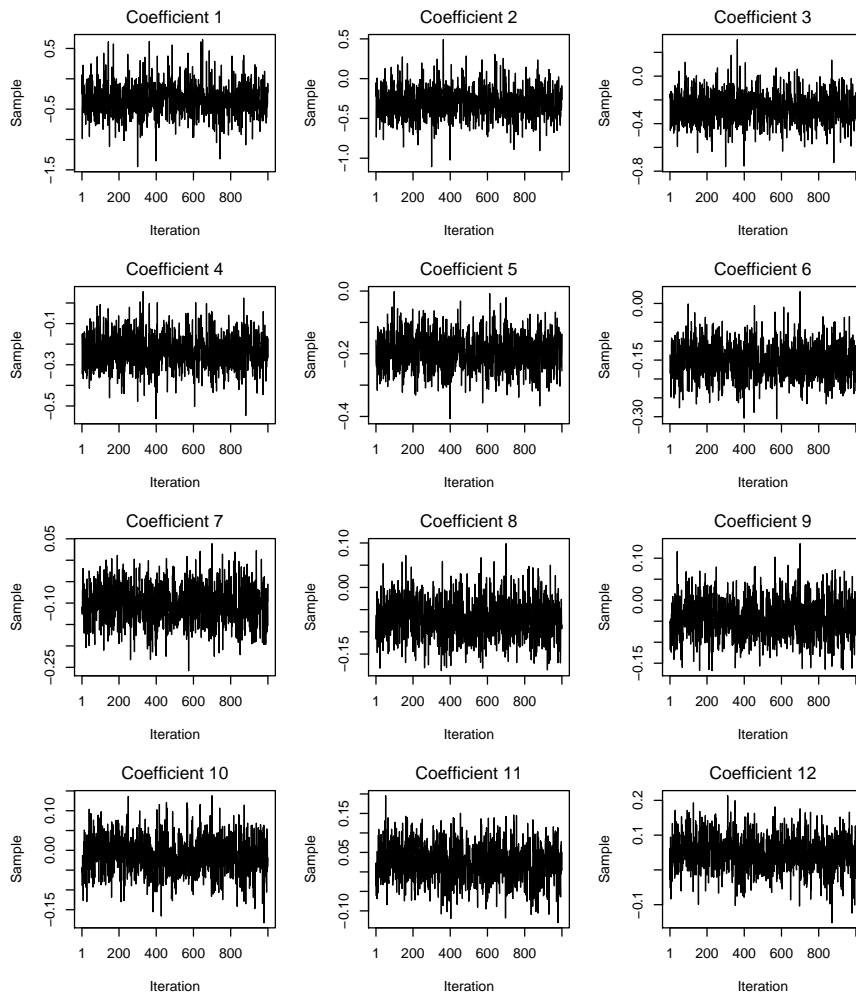 Coefficient 1
Coefficient 2
Coefficient 3
Sample
0.5
−0.5
−1.5
Sample
0.5
0.0
−0.5
−1.0
Sample
0.0
−0.4
−0.8
1 200 400 600 800
1 200 400 600 800
1 200 400 600 800
Iteration
Iteration
Iteration
Coefficient 4
Coefficient 5
Coefficient 6
Sample
−0.1
−0.3
−0.5
Sample
0.0
−0.2
−0.4
Sample
0.00
−0.15
−0.30
1 200 400 600 800
1 200 400 600 800
1 200 400 600 800
Iteration
Iteration
Iteration
Coefficient 7
Coefficient 8
Coefficient 9
Sample
0.05
−0.10
−0.25
Sample
0.10
0.00
−0.15
Sample
0.10
0.00
−0.15
1 200 400 600 800
1 200 400 600 800
1 200 400 600 800
Iteration
Iteration
Iteration
Coefficient 10
Coefficient 11
Coefficient 12
Sample
0.10
0.00
−0.15
Sample
0.15
0.05
−0.10
Sample
0.2
0.1
−0.1
1 200 400 600 800
1 200 400 600 800
1 200 400 600 800
Iteration
Iteration
Iteration